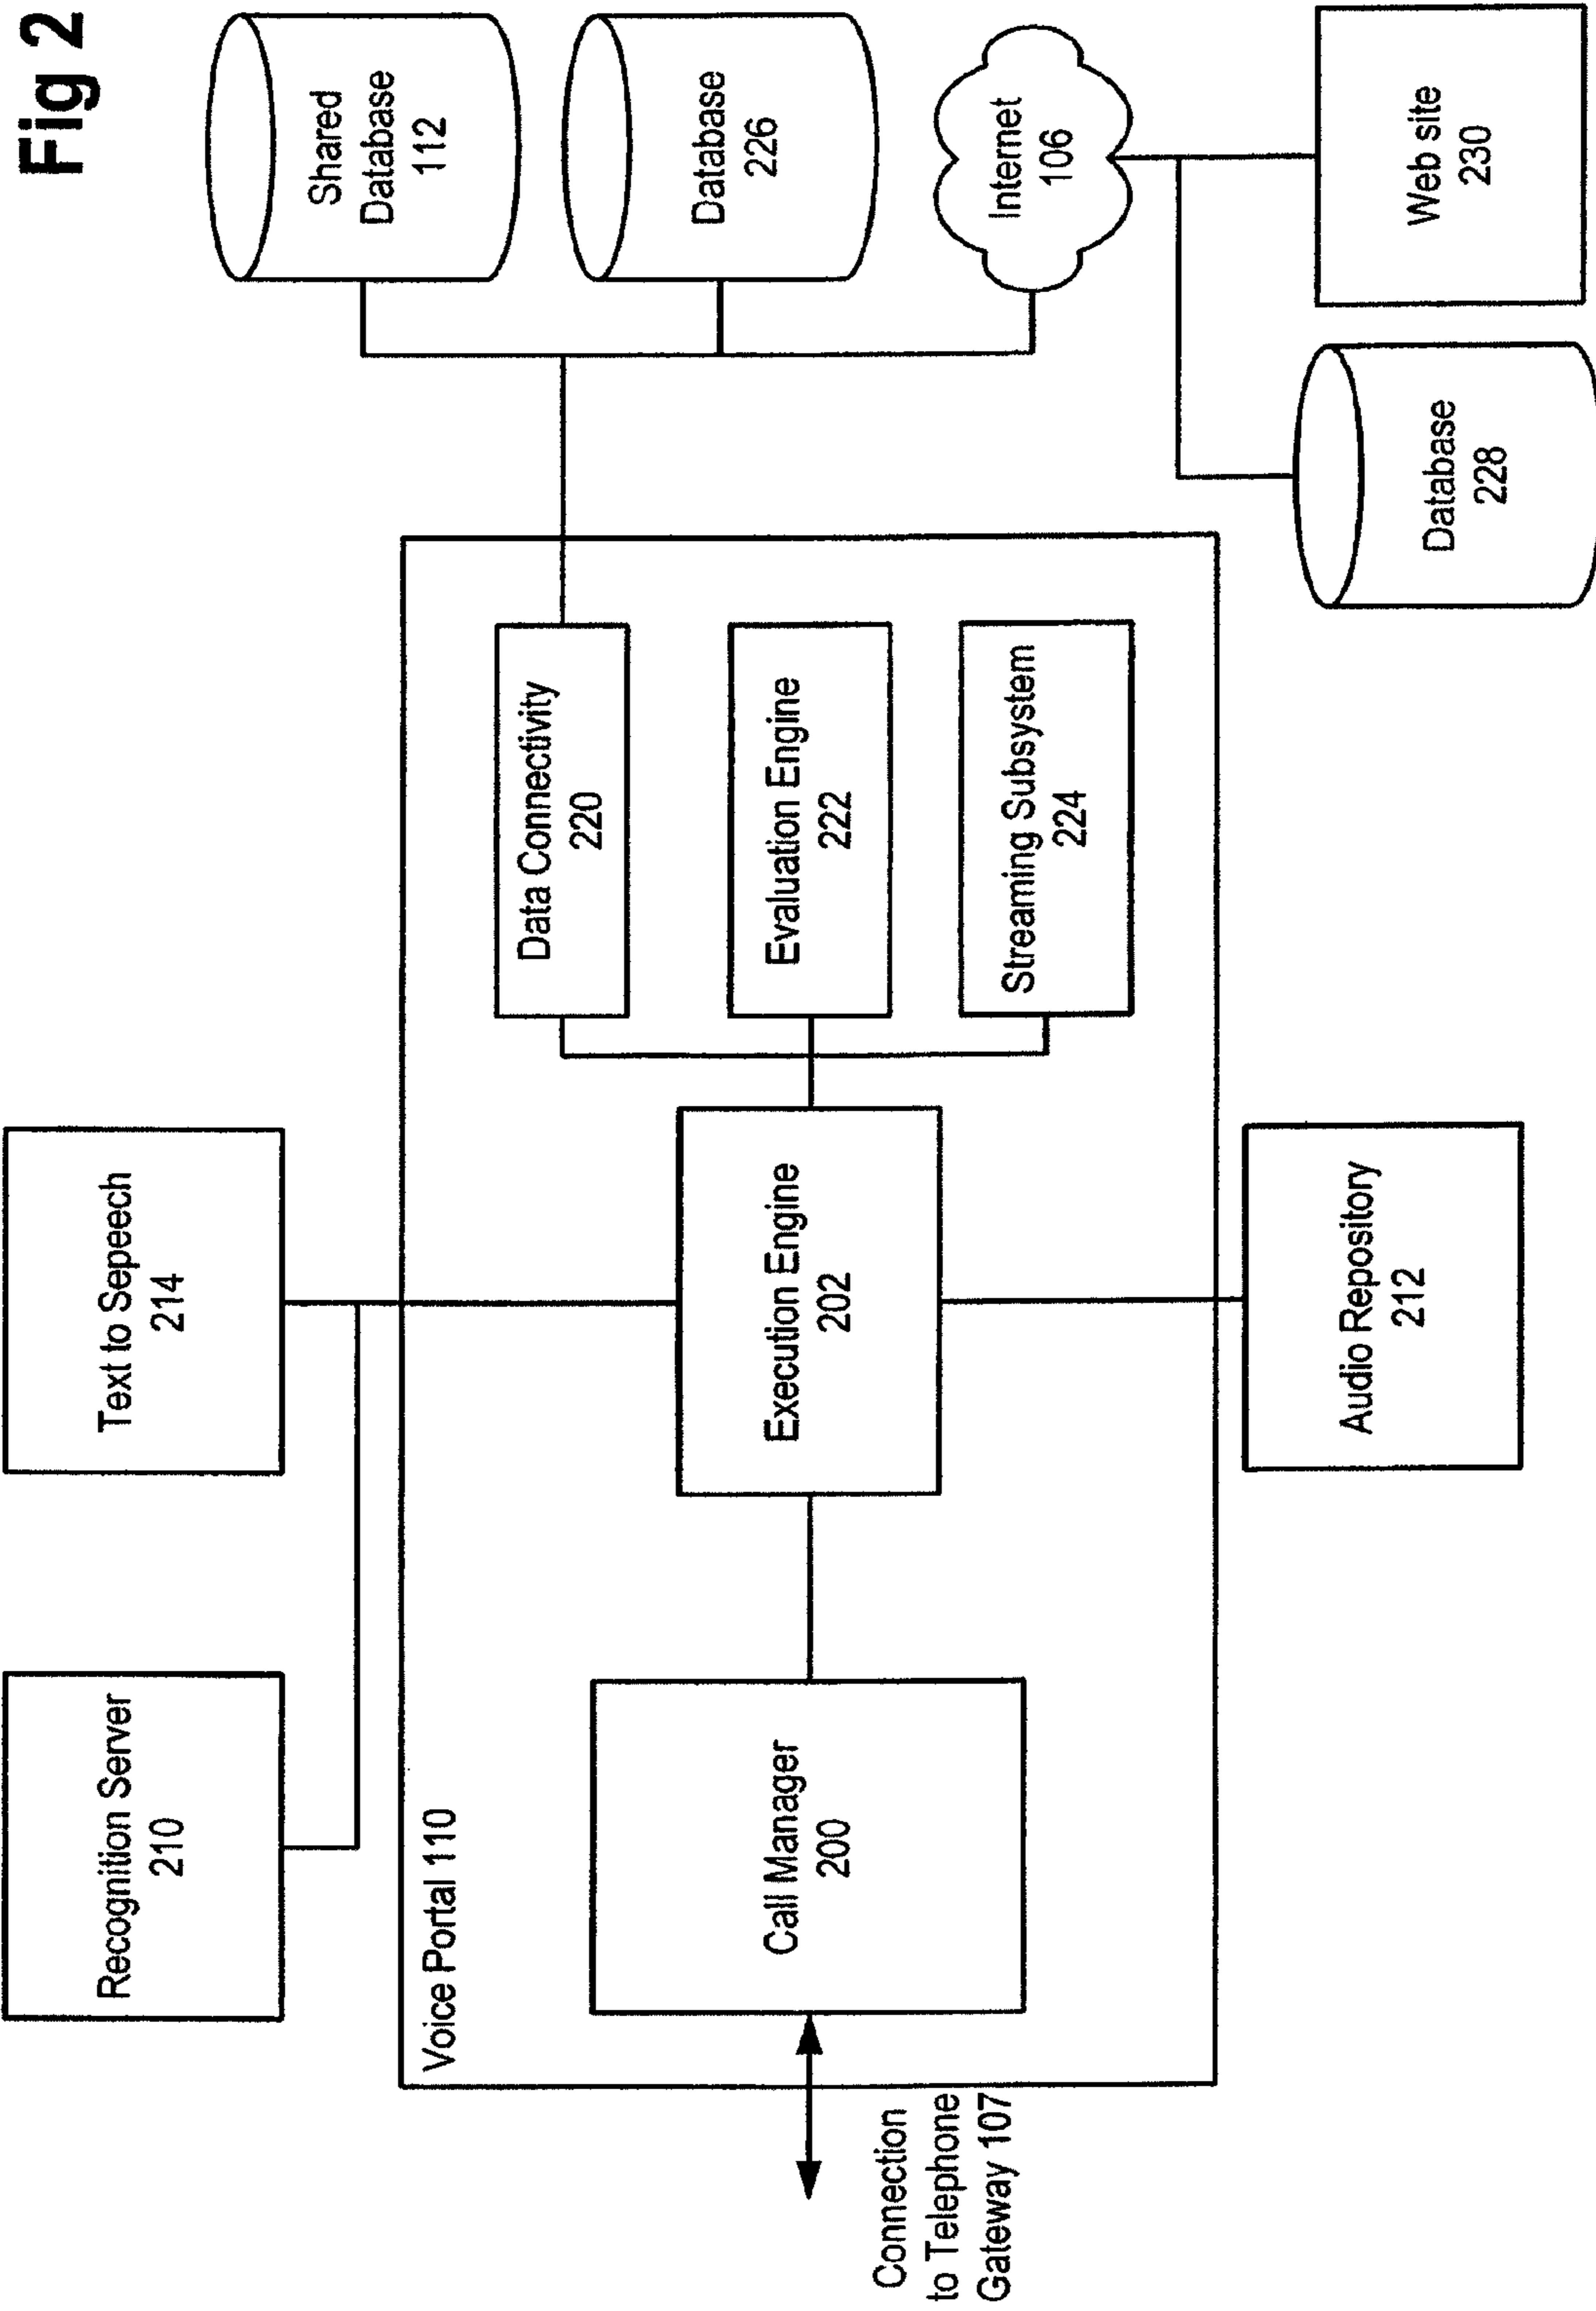 Fig 2
Recognition Server
210
Text to Sepeech
214
Shared
Database
112
Voice Portal 110
Data Connectivity
220
Database
226
Call Manager
200
Execution Engine
202
Evaluation Engine
222
Connection
to Telephone
Gateway 107
Streaming Subsystem
224
Internet
106
Audio Repository
212
Database
228
Web site
230